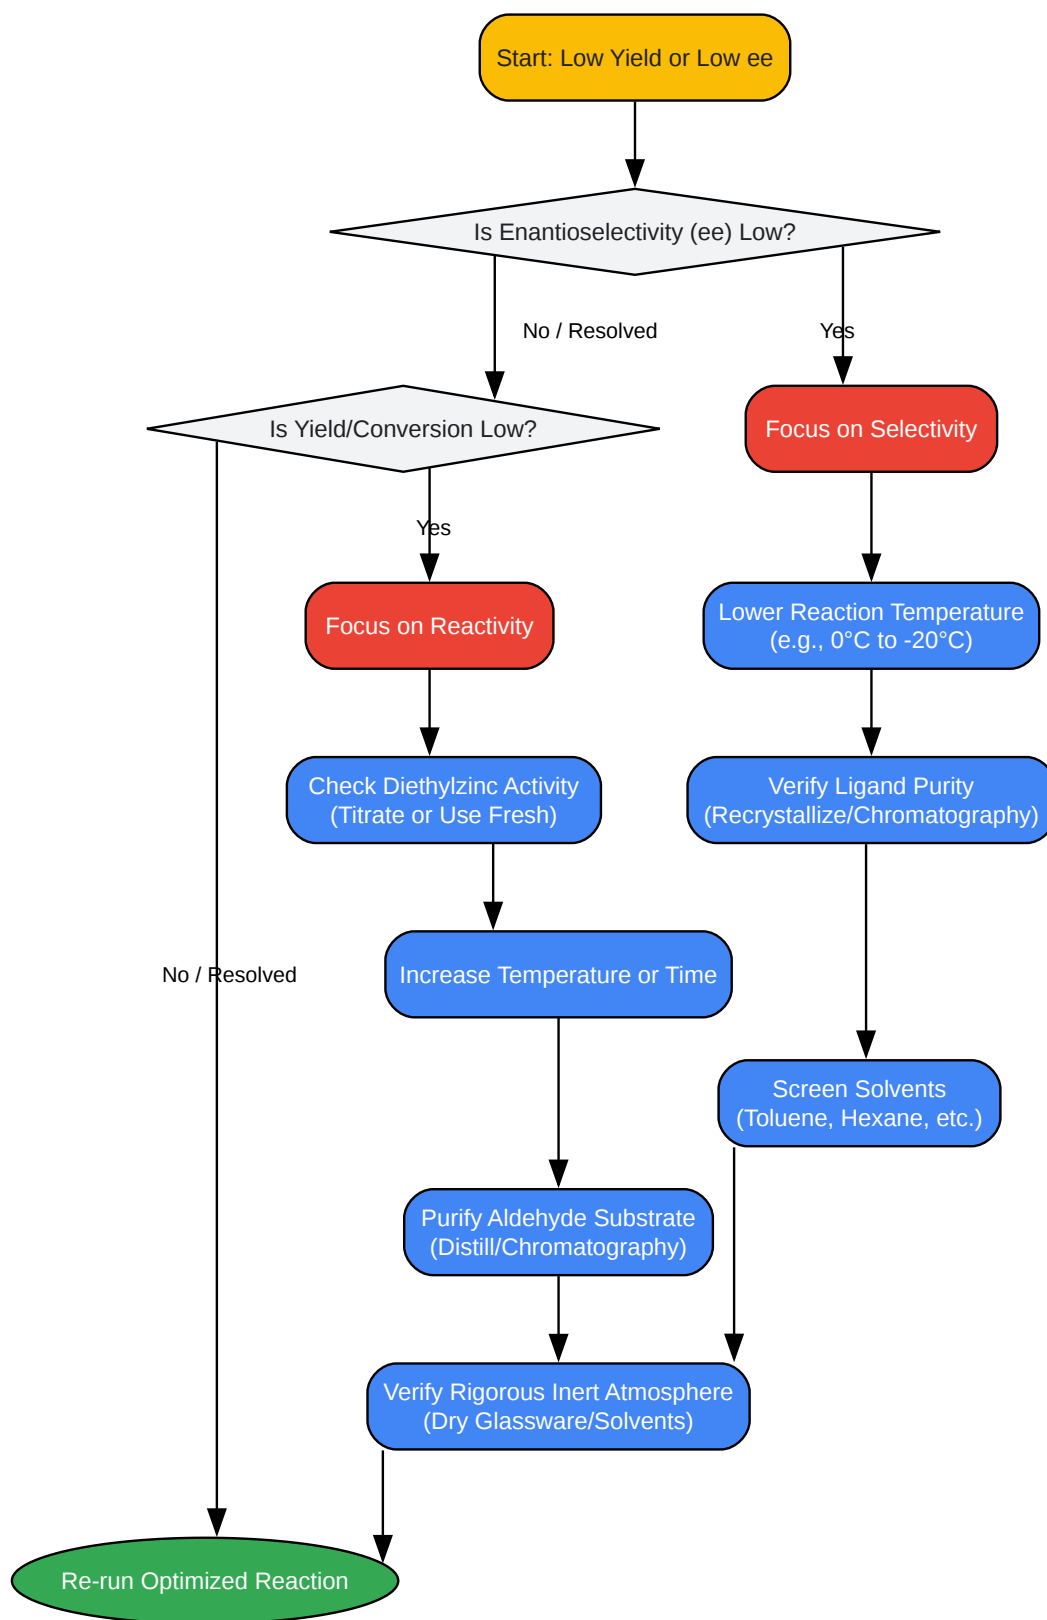 Start: Low Yield or Low ee
Is Enantioselectivity (ee) Low?
No / Resolved
Yes
Is Yield/Conversion Low?
Focus on Selectivity
Yes
Focus on Reactivity
Lower Reaction Temperature
(e.g., 0°C to -20°C)
Check Diethylzinc Activity
(Titrate or Use Fresh)
Verify Ligand Purity
(Recrystallize/Chromatography)
No / Resolved
Increase Temperature or Time
Screen Solvents
(Toluene, Hexane, etc.)
Purify Aldehyde Substrate
(Distill/Chromatography)
Verify Rigorous Inert Atmosphere
(Dry Glassware/Solvents)
Re-run Optimized Reaction